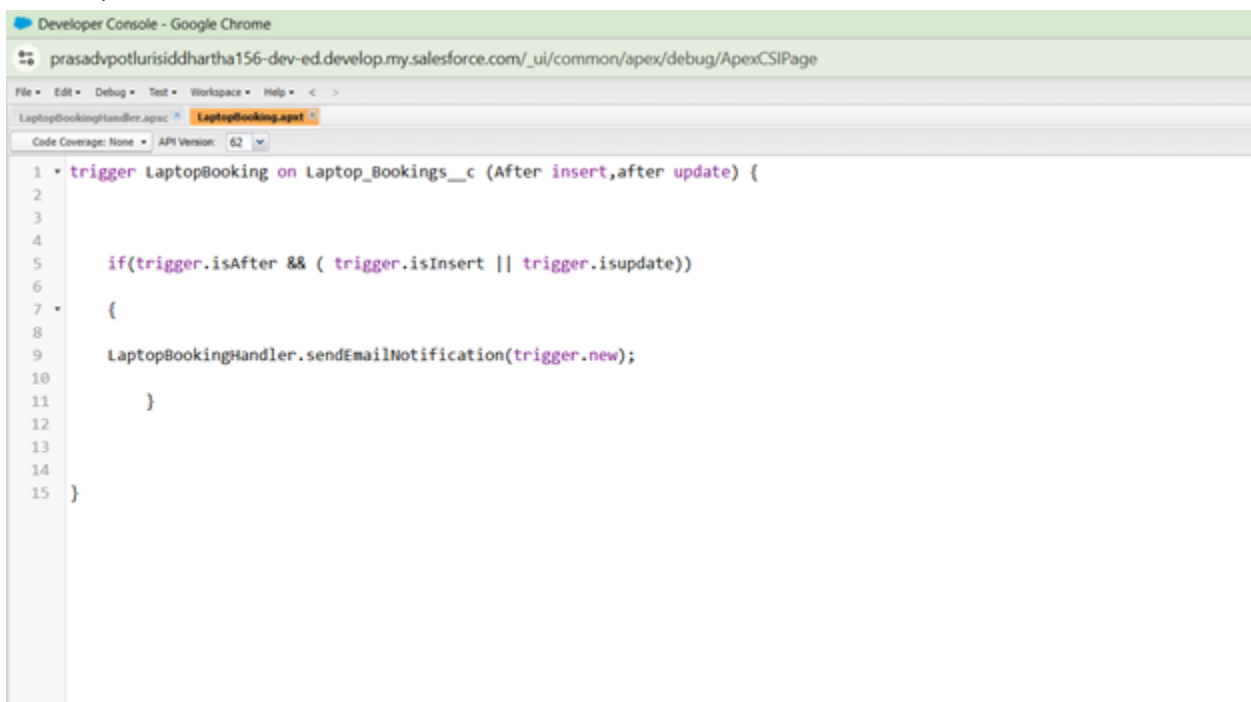 Developer Console - Google Chrome
prasadvpotlurisiddhartha156-dev-ed.develop.my.salesforce.com/_ui/common/apex/debug/ApexCSIPage
File Edit Debug Test Workspace Help < >
LaptopBookingHandler.apxc LaptopBooking.apxt
Code Coverage: None API Version: 62
1 trigger LaptopBooking on Laptop_Bookings__c (After insert,after update) {
2
3
4
5 if(trigger.isAfter && ( trigger.isInsert || trigger.isupdate))
6
7 {
8
9 LaptopBookingHandler.sendEmailNotification(trigger.new);
10
11 }
12
13
14
15 }